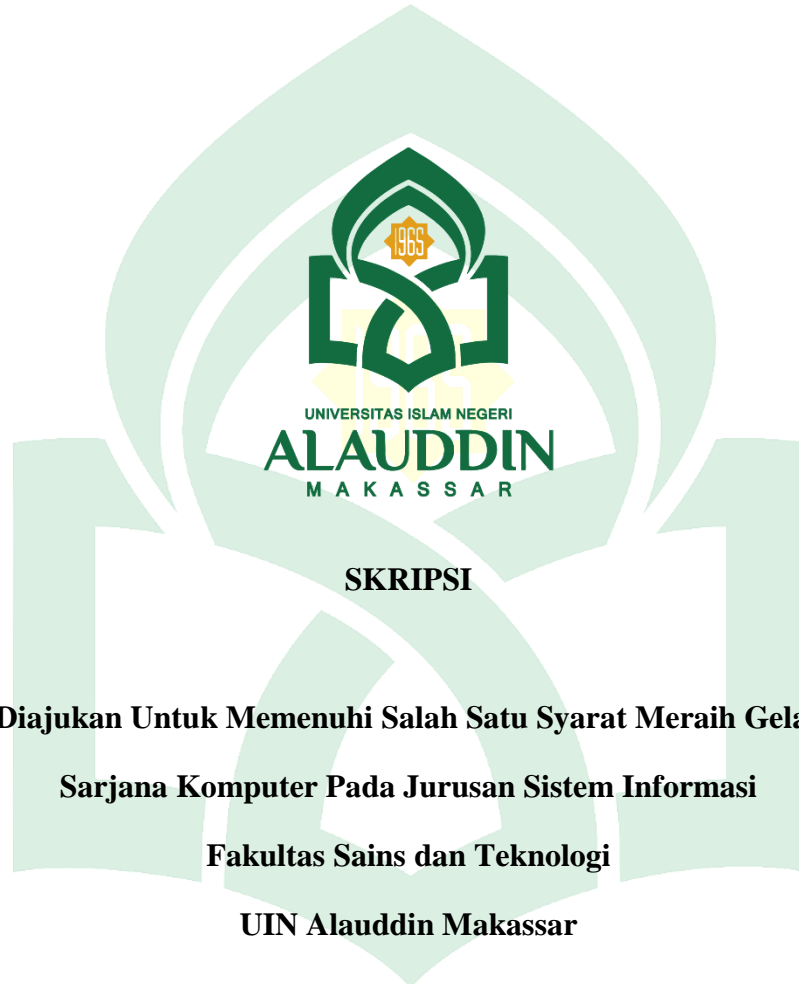 1965
UNIVERSITAS ISLAM NEGERI
ALAUDDIN
MAKASSAR
SKRIPSI
Diajukan Untuk Memenuhi Salah Satu Syarat Meraih Gela
Sarjana Komputer Pada Jurusan Sistem Informasi
Fakultas Sains dan Teknologi
UIN Alauddin Makassar